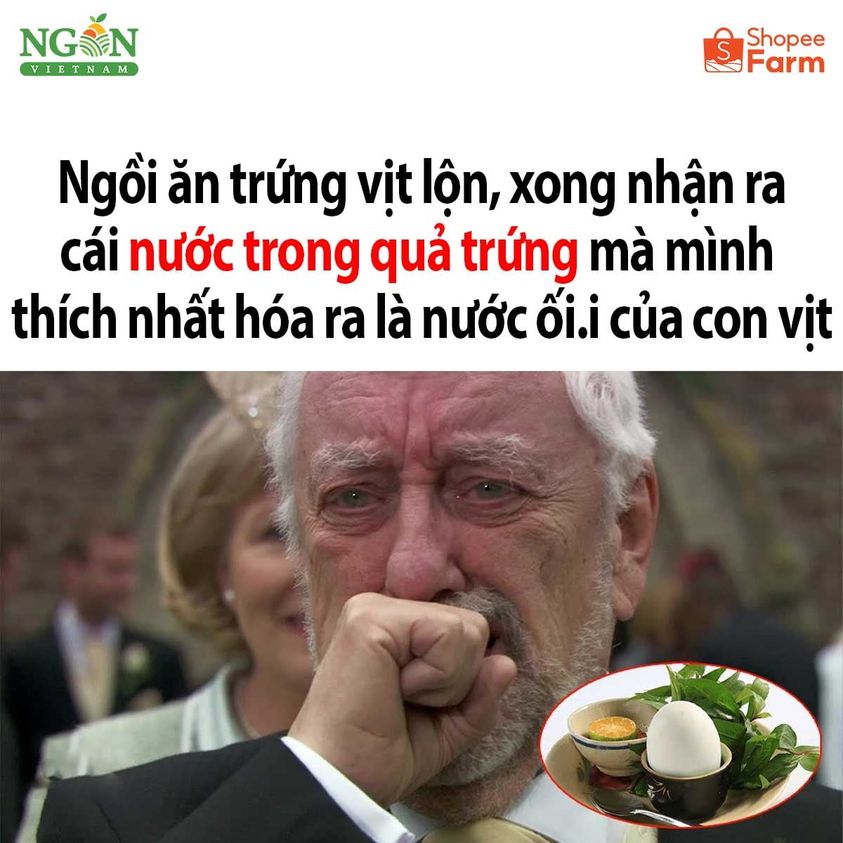 NGON
VIETNAM
Shopee
Farm
Ngồi ăn trứng vịt lộn, xong nhận ra
cái nước trong quả trứng mà mình
thích nhất hóa ra là nước ối.i của con vịt